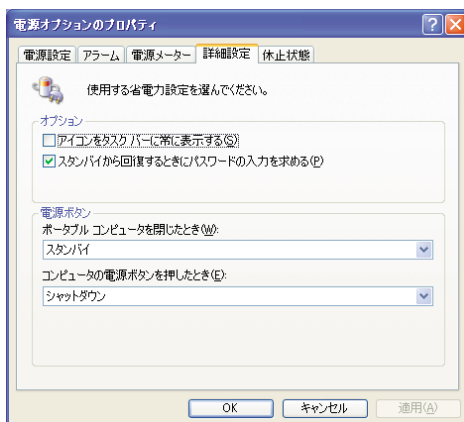 電源オプションのプロパティ
電源設定 アラーム 電源メーター 詳細設定 休止状態
使用する省電力設定を選んでください。
オプション
アイコンをタスク バーに常に表示する(S)
スタンバイから回復するときにパスワードの入力を求める(P)
電源ボタン
ポータブル コンピュータを閉じたとき(W):
スタンバイ
コンピュータの電源ボタンを押したとき(E):
シャットダウン
OK キャンセル 適用(A)